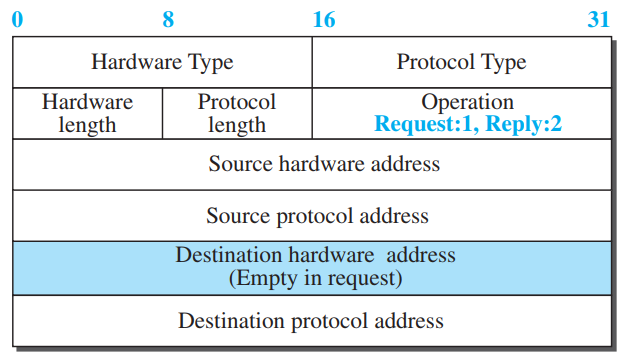 0 8 16 31
Hardware Type Protocol Type
Hardware Protocol Operation
length length Request:1, Reply:2
Source hardware address
Source protocol address
Destination hardware address
(Empty in request)
Destination protocol address